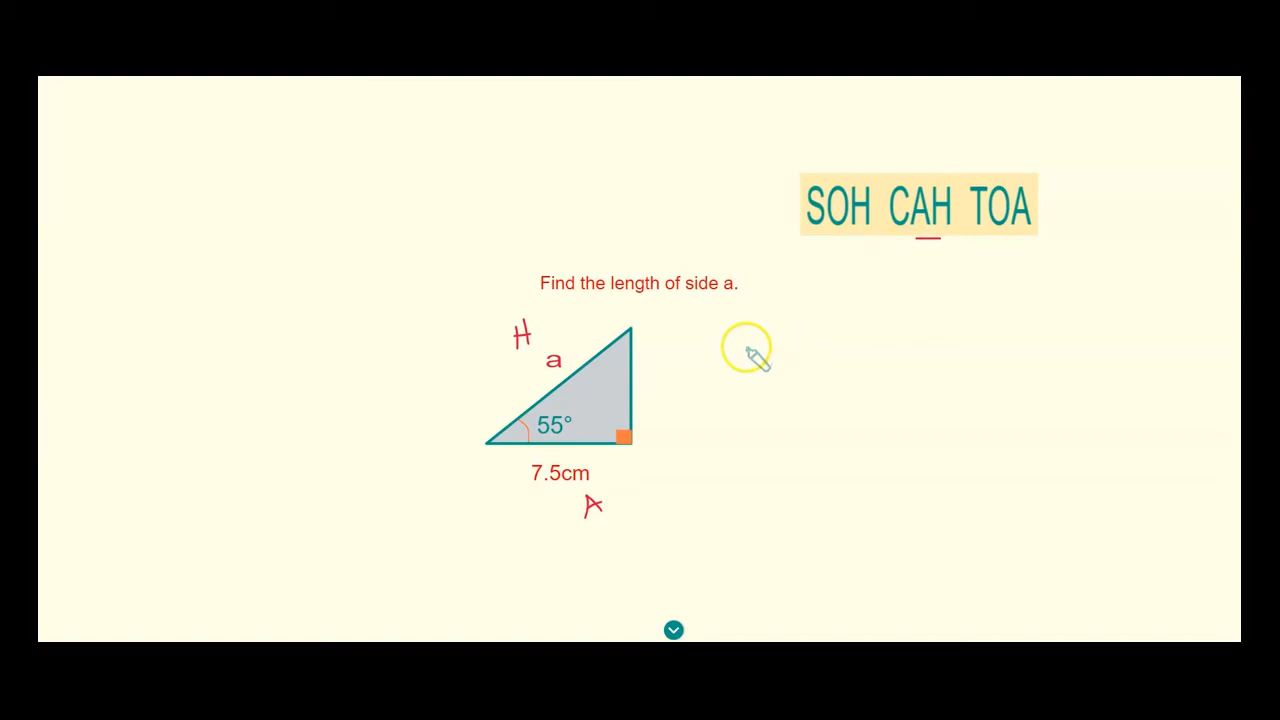 SOH CAH TOA
Find the length of side a.
H
a
55°
7.5cm
A